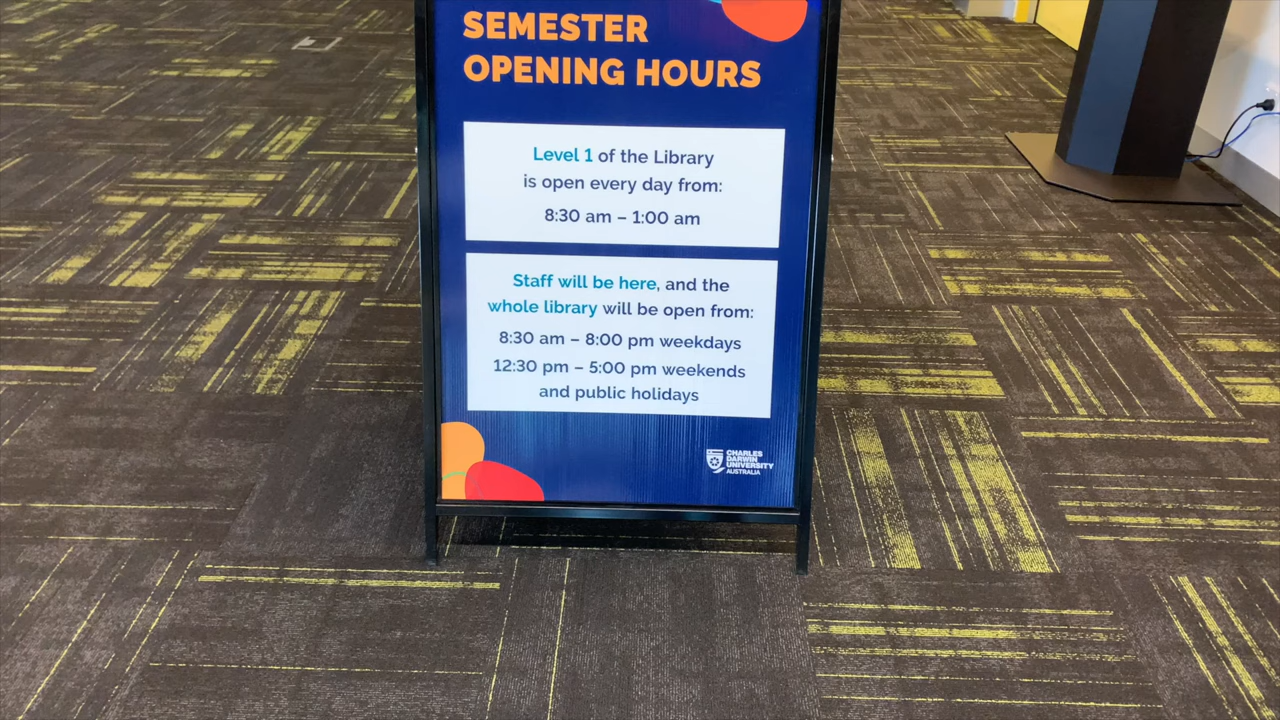 SEMESTER
OPENING HOURS
Level 1 of the Library
is open every day from:
8:30 am – 1:00 am
Staff will be here, and the
whole library will be open from:
8:30 am – 8:00 pm weekdays
12:30 pm – 5:00 pm weekends
and public holidays
CHARLES
DARWIN
UNIVERSITY
AUSTRALIA